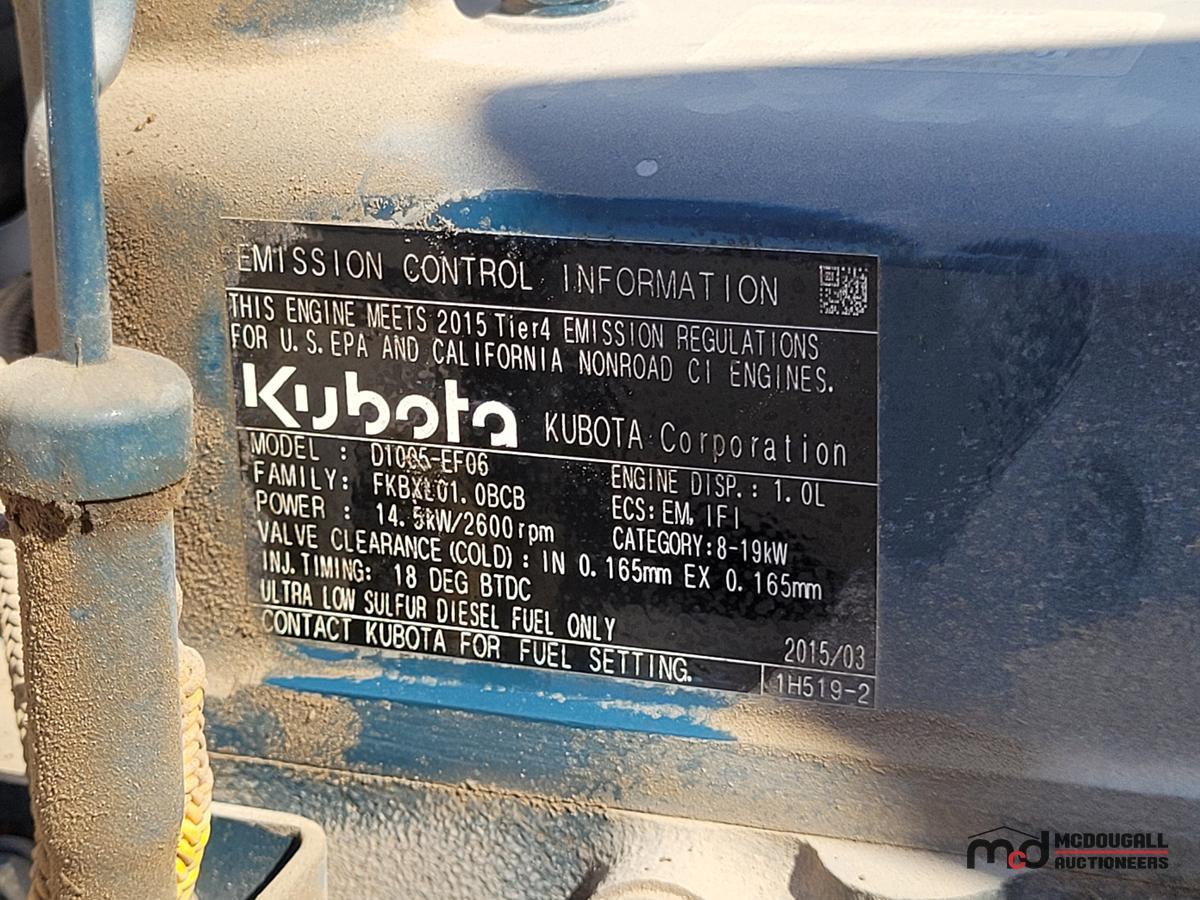 EMISSION CONTROL INFORMATION
THIS ENGINE MEETS 2015 Tier4 EMISSION REGULATIONS
FOR U.S. EPA AND CALIFORNIA NONROAD CI ENGINES.
Kubota KUBOTA Corporation
MODEL : D1005-EF06
FAMILY: FKBXL01.0BCB
POWER : 14.5kW/2600rpm
ENGINE DISP.: 1.0L
ECS: EM, IFI
CATEGORY: 8-19kW
VALVE CLEARANCE (COLD) : IN 0.165mm EX 0.165mm
INJ. TIMING: 18 DEG BTDC
ULTRA LOW SULFUR DIESEL FUEL ONLY
CONTACT KUBOTA FOR FUEL SETTING.
2015/03
1H519-2
mcd MCDOUGALL
AUCTIONEERS